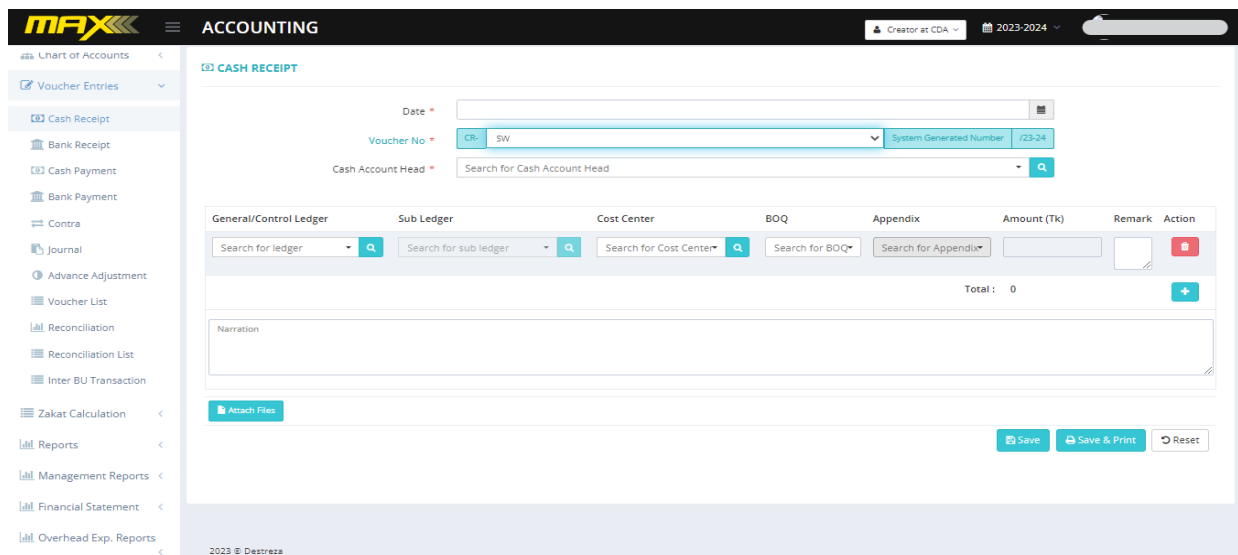 MAX ACCOUNTING Creator at CDA 2023-2024
Chart of Accounts
Voucher Entries
Cash Receipt
Bank Receipt
Cash Payment
Bank Payment
Contra
Journal
Advance Adjustment
Voucher List
Reconciliation
Reconciliation List
Inter BU Transaction
Zakat Calculation
Reports
Management Reports
Financial Statement
Overhead Exp. Reports
CASH RECEIPT
Date *
Voucher No * CR- SW System Generated Number /23-24
Cash Account Head * Search for Cash Account Head
General/Control Ledger Sub Ledger Cost Center BOQ Appendix Amount (Tk) Remark Action
Search for ledger Search for sub ledger Search for Cost Center Search for BOQ Search for Appendix
Total : 0
Narration
Attach Files
Save Save & Print Reset
2023 © Destreza